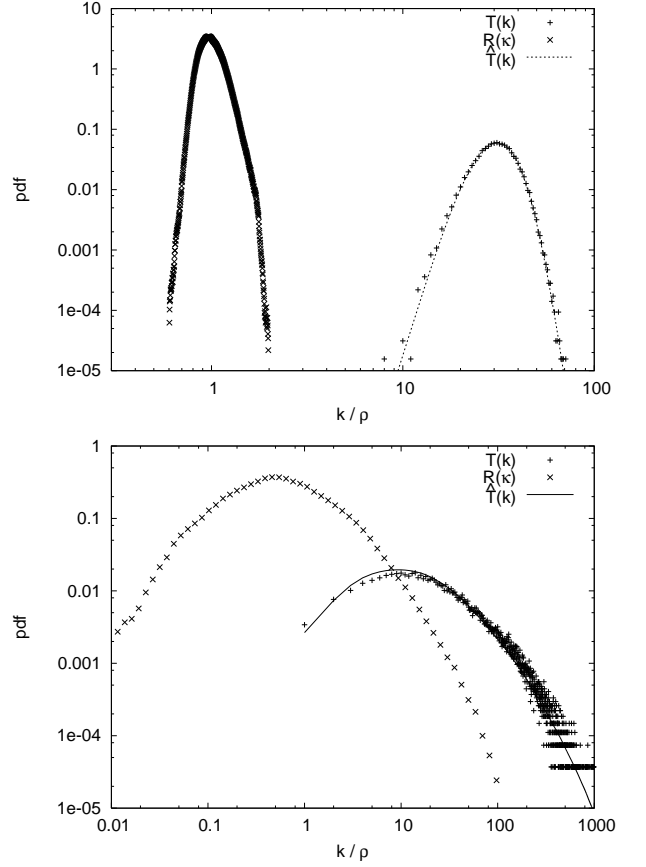 10
T(k)
R(κ)
T̂(k)
1
0.1
pdf
0.01
0.001
1e-04
1e-05
1
10
100
k / ρ
1
T(k)
R(κ)
T̂(k)
0.1
0.01
pdf
0.001
1e-04
1e-05
0.01
0.1
1
10
100
1000
k / ρ